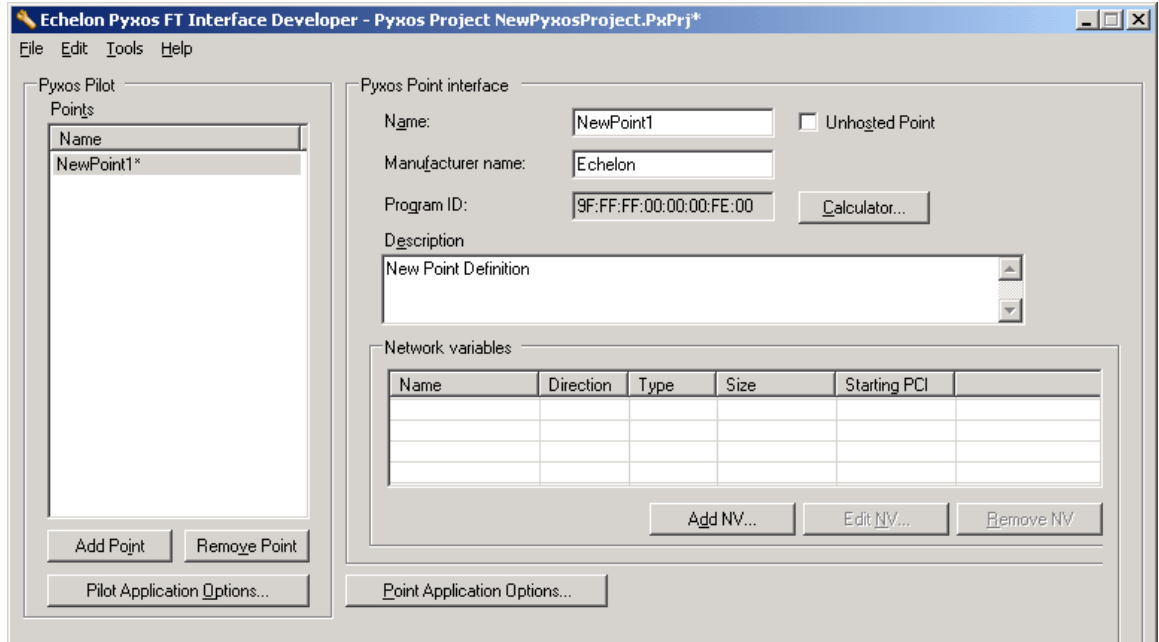 Echelon Pyxos FT Interface Developer - Pyxos Project NewPyxosProject.PxPrj*
File Edit Tools Help
Pyxos Pilot
Points
Name
NewPoint1*
Add Point Remove Point
Pilot Application Options...
Pyxos Point interface
Name: NewPoint1 Unhosted Point
Manufacturer name: Echelon
Program ID: 9F:FF:FF:00:00:00:FE:00 Calculator...
Description
New Point Definition
Network variables
Name Direction Type Size Starting PCI
Add NV... Edit NV... Remove NV
Point Application Options...